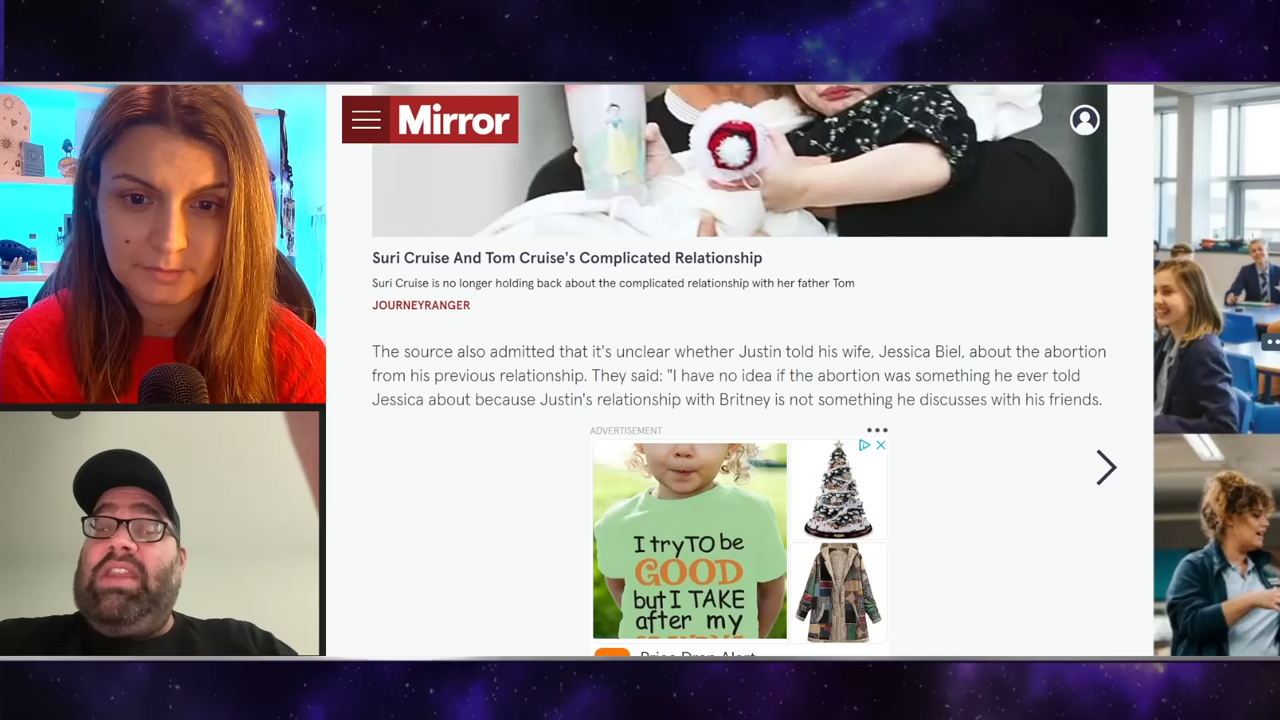 Mirror
Suri Cruise And Tom Cruise's Complicated Relationship
Suri Cruise is no longer holding back about the complicated relationship with her father Tom
JOURNEYRANGER
The source also admitted that it's unclear whether Justin told his wife, Jessica Biel, about the abortion
from his previous relationship. They said: "I have no idea if the abortion was something he ever told
Jessica about because Justin's relationship with Britney is not something he discusses with his friends.
ADVERTISEMENT
I tryTO be
GOOD
but I TAKE
after my
Price Drop Alert